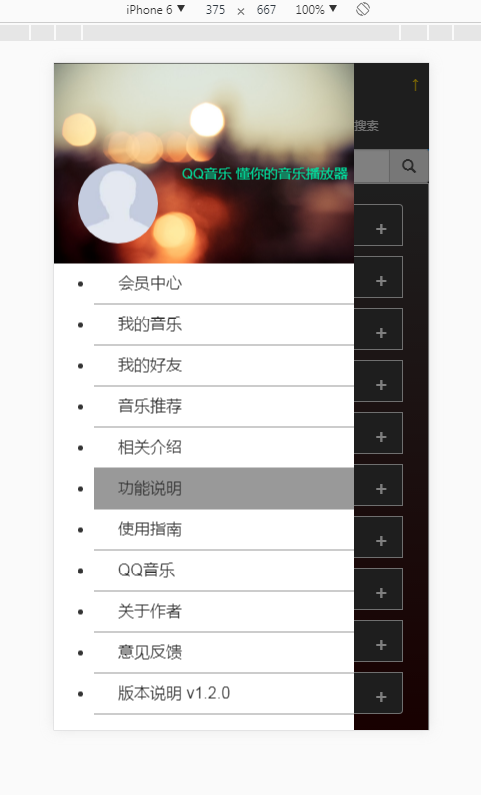 iPhone 6 ▼ 375 × 667 100% ▼
↑
搜索
QQ音乐 懂你的音乐播放器
会员中心
我的音乐
我的好友
音乐推荐
相关介绍
功能说明
使用指南
QQ音乐
关于作者
意见反馈
版本说明 v1.2.0